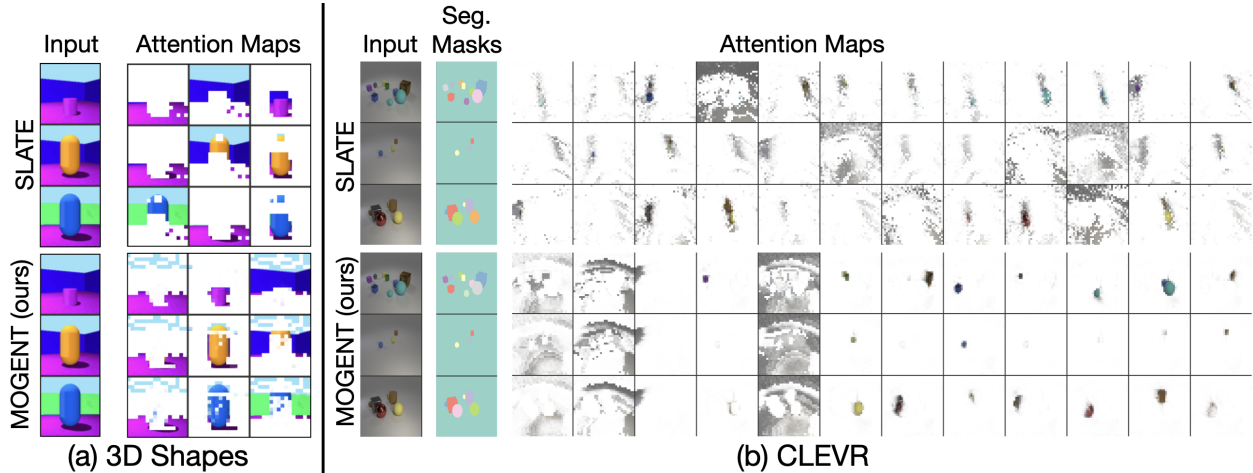 Input
Attention Maps
Seg.
Masks
Input
Attention Maps
SLATE
SLATE
MOGENT (ours)
MOGENT (ours)
(a) 3D Shapes
(b) CLEVR